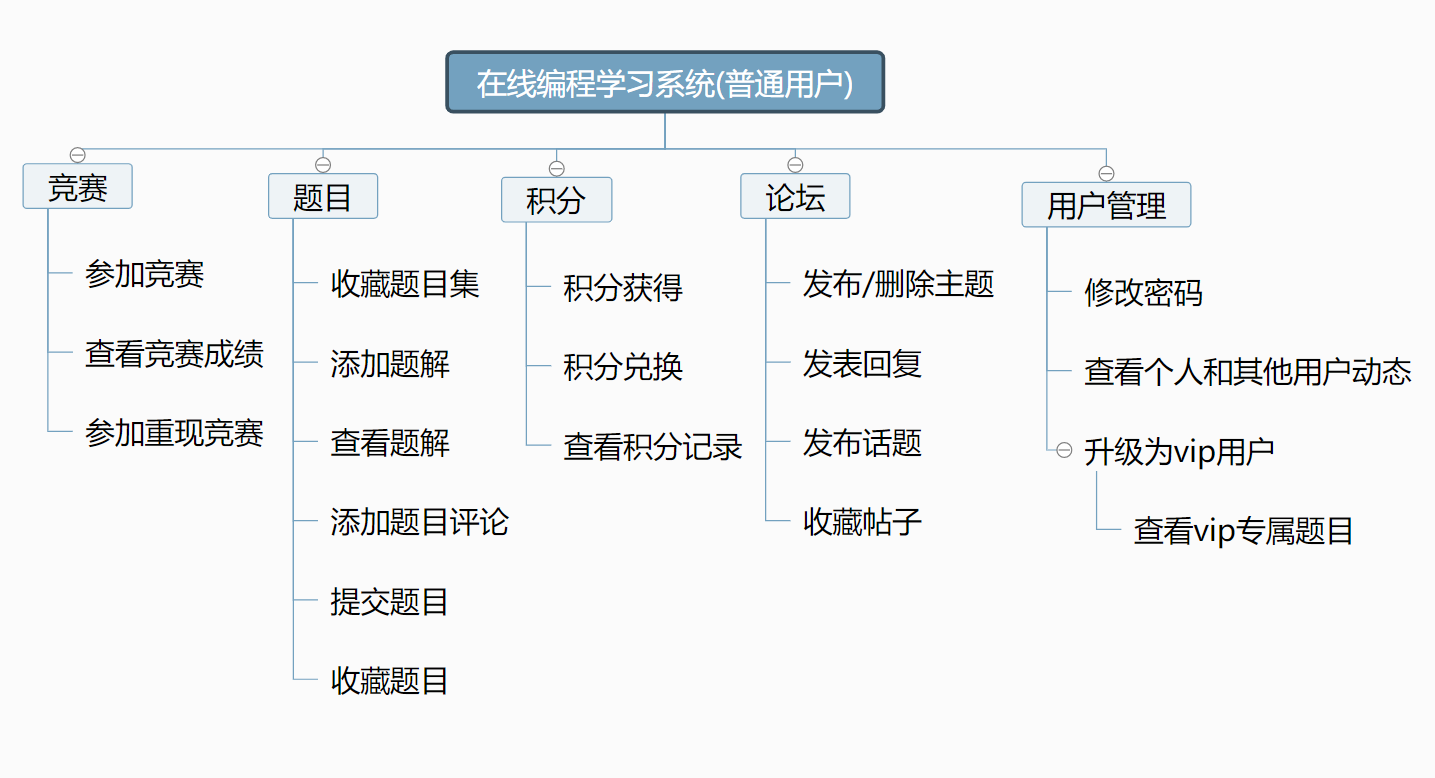 在线编程学习系统(普通用户)
竞赛
参加竞赛
查看竞赛成绩
参加重现竞赛
题目
收藏题目集
添加题解
查看题解
添加题目评论
提交题目
收藏题目
积分
积分获得
积分兑换
查看积分记录
论坛
发布/删除主题
发表回复
发布话题
收藏帖子
用户管理
修改密码
查看个人和其他用户动态
升级为vip用户
查看vip专属题目